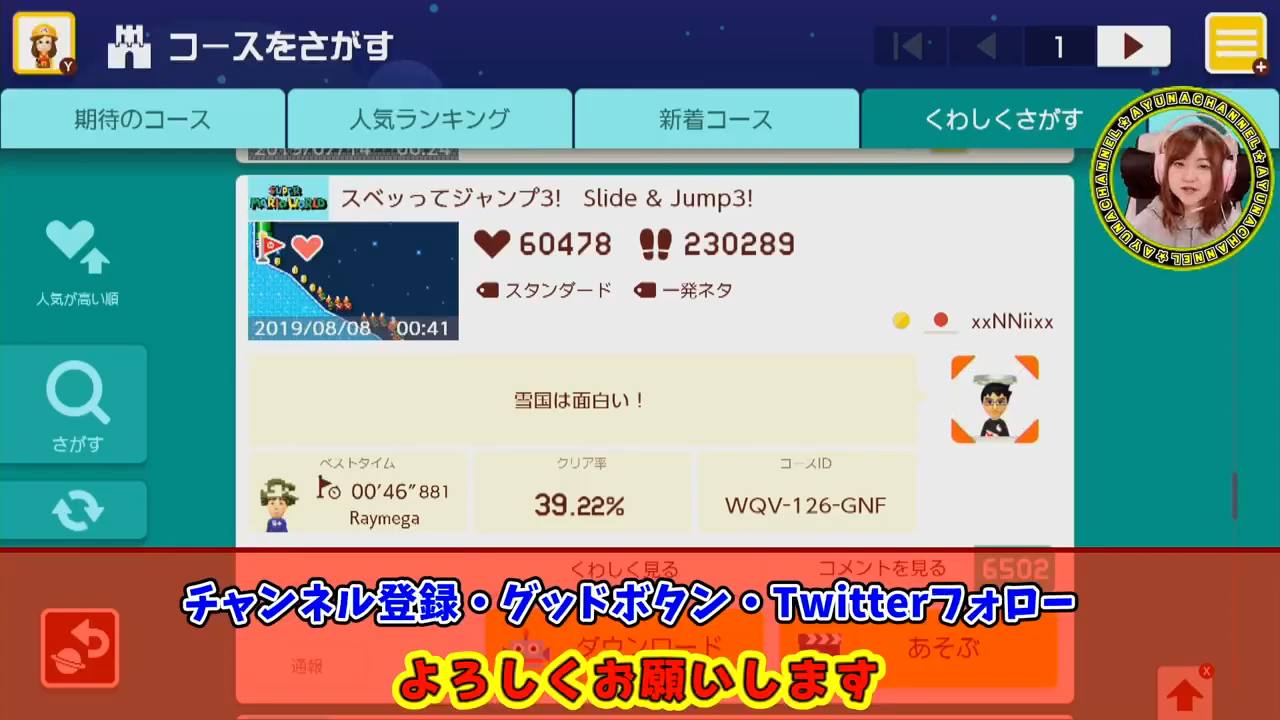 コースをさがす
1
期待のコース
人気ランキング
新着コース
くわしくさがす
AYUNACHANNEL☆AYUNACHANNEL☆AYUNACHANNEL☆
2019/07/14 06:24
SUPER MARIO WORLD
スベッってジャンプ3! Slide & Jump3!
60478 230289
スタンダード 一発ネタ
2019/08/08 00:41
xxNNiixx
人気が高い順
さがす
雪国は面白い！
ベストタイム
00'46"881
Raymega
クリア率
39.22%
コースID
WQV-126-GNF
くわしく見る
コメントを見る 6502
チャンネル登録・グッドボタン・Twitterフォロー
通報
ダウンロード
あそぶ
よろしくお願いします
Y
+
X